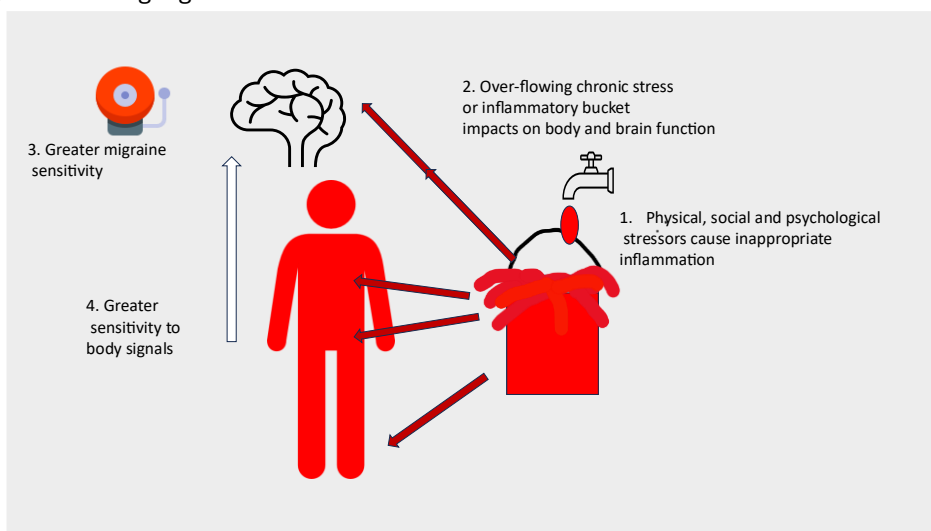 2. Over-flowing chronic stress
or inflammatory bucket
impacts on body and brain function
3. Greater migraine
sensitivity
1. Physical, social and psychological
stressors cause inappropriate
inflammation
4. Greater
sensitivity to
body signals